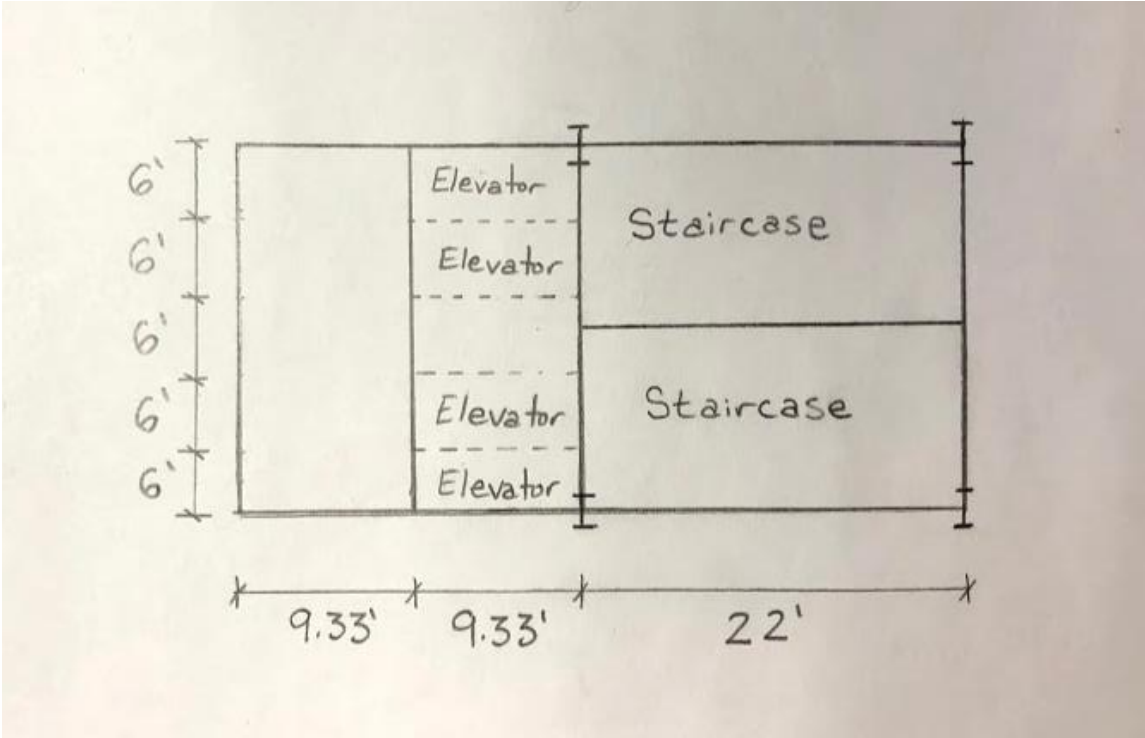 6'
Elevator
Staircase
6'
Elevator
6'
6'
Elevator
Staircase
6'
Elevator
9.33'
9.33'
22'